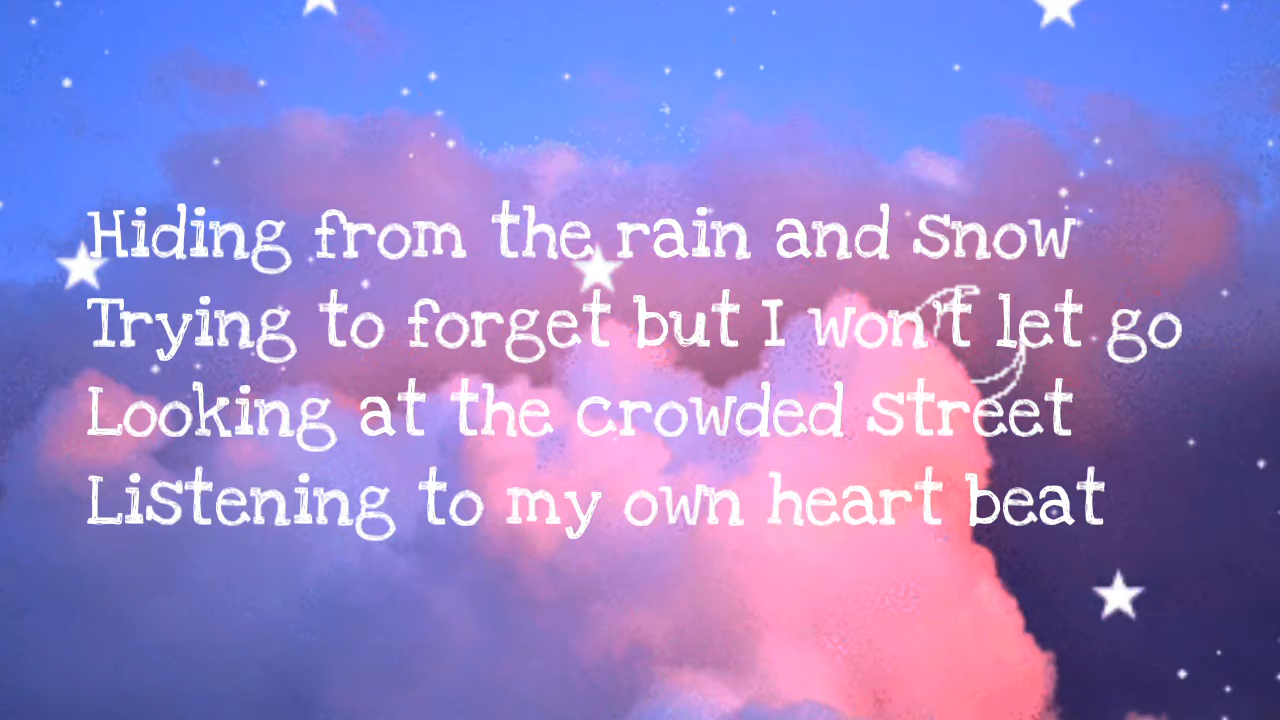 Hiding from the rain and snow
Trying to forget but I won't let go
Looking at the crowded street
Listening to my own heart beat